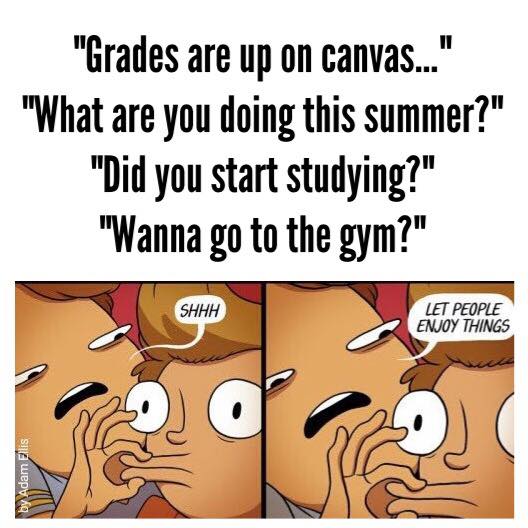 "Grades are up on canvas..."
"What are you doing this summer?"
"Did you start studying?"
"Wanna go to the gym?"
SHHH
LET PEOPLE
ENJOY THINGS
by Adam Ellis